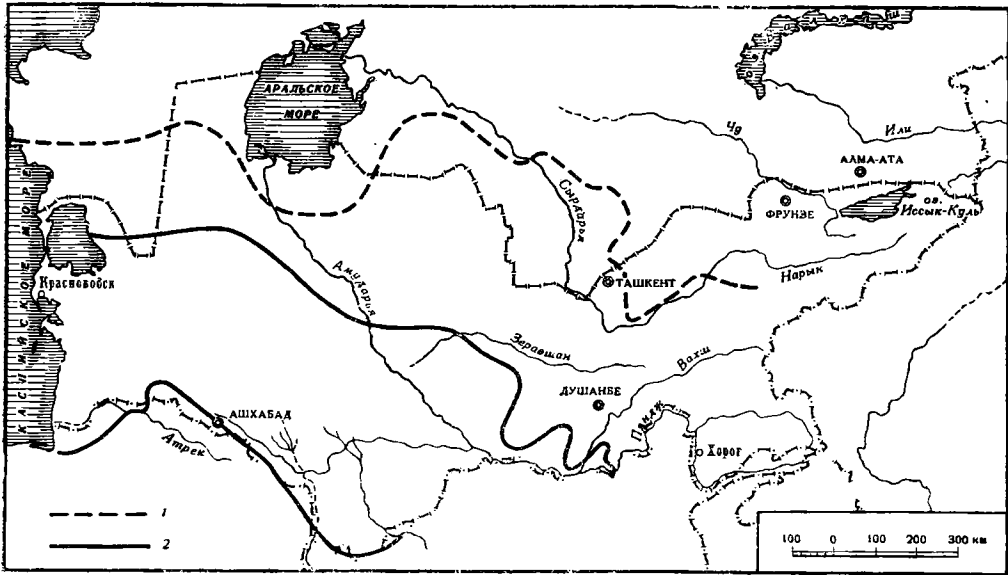 АРАЛЬСКОЕ
МОРЕ
Чу
Или
АЛМА-АТА
ФРУНЗЕ
оз.
Иссык-Куль
КАСПИЙСКОЕ МОРЕ
Сырдарья
Красноводск
Амударья
ТАШКЕНТ
Нарын
Зеравшан
Вахш
ДУШАНБЕ
Пяндж
АШХАБАД
Атрек
Хорог
1
2
100 0 100 200 300 км